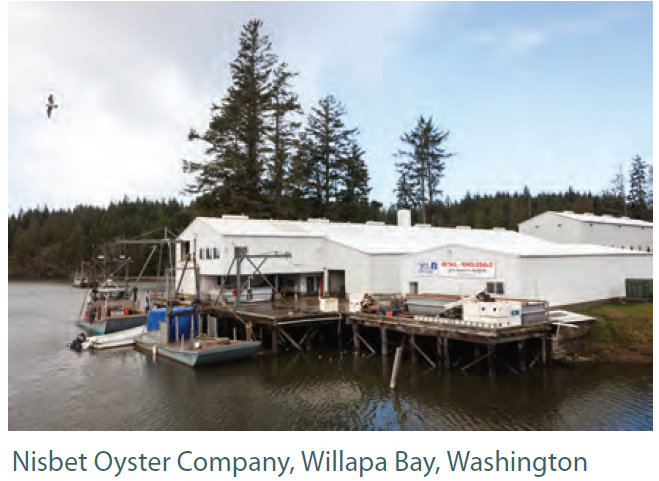 RETAIL - WHOLESALE
Nisbet Oyster Company, Willapa Bay, Washington